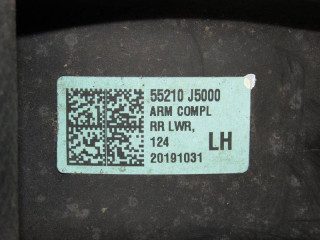 55210 J5000
ARM COMPL
RR LWR,
124 LH
20191031